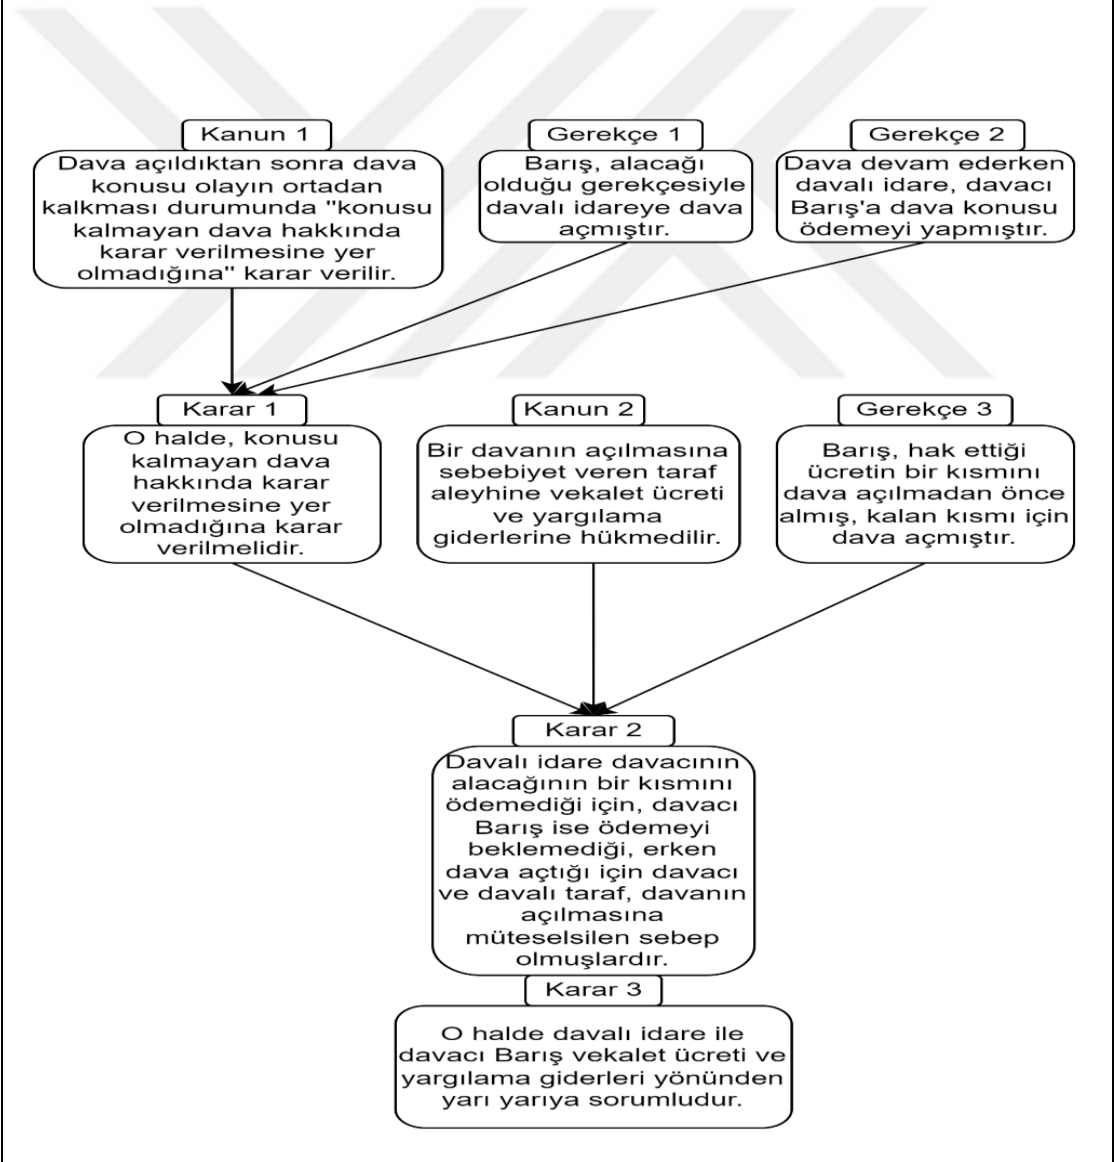 Kanun 1
Dava açıldıktan sonra dava
konusu olayın ortadan
kalkması durumunda "konusu
kalmayan dava hakkında
karar verilmesine yer
olmadığına" karar verilir.
Gerekçe 1
Barış, alacağı
olduğu gerekçesiyle
davalı idareye dava
açmıştır.
Gerekçe 2
Dava devam ederken
davalı idare, davacı
Barış'a dava konusu
ödemeyi yapmıştır.
Karar 1
O halde, konusu
kalmayan dava
hakkında karar
verilmesine yer
olmadığına karar
verilmelidir.
Kanun 2
Bir davanın açılmasına
sebebiyet veren taraf
aleyhine vekalet ücreti
ve yargılama
giderlerine hükmedilir.
Gerekçe 3
Barış, hak ettiği
ücretin bir kısmını
dava açılmadan önce
almış, kalan kısmı için
dava açmıştır.
Karar 2
Davalı idare davacının
alacağının bir kısmını
ödemediği için, davacı
Barış ise ödemeyi
beklemediği, erken
dava açtığı için davacı
ve davalı taraf, davanın
açılmasına
müteselsilen sebep
olmuşlardır.
Karar 3
O halde davalı idare ile
davacı Barış vekalet ücreti ve
yargılama giderleri yönünden
yarı yarıya sorumludur.